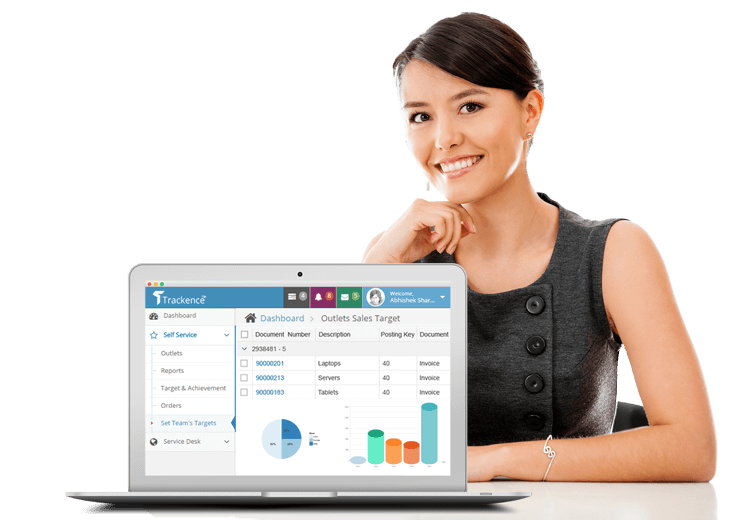 Trackence
Welcome,
Abhishek Shar...
Dashboard
Self Service
Outlets
Reports
Target & Achievement
Orders
Set Team's Targets
Service Desk
Dashboard > Outlets Sales Target
Document Number Description Posting Key Document
2938481 - 5
90000201 Laptops 40 Invoice
90000213 Servers 40 Invoice
90000183 Tablets 40 Invoice